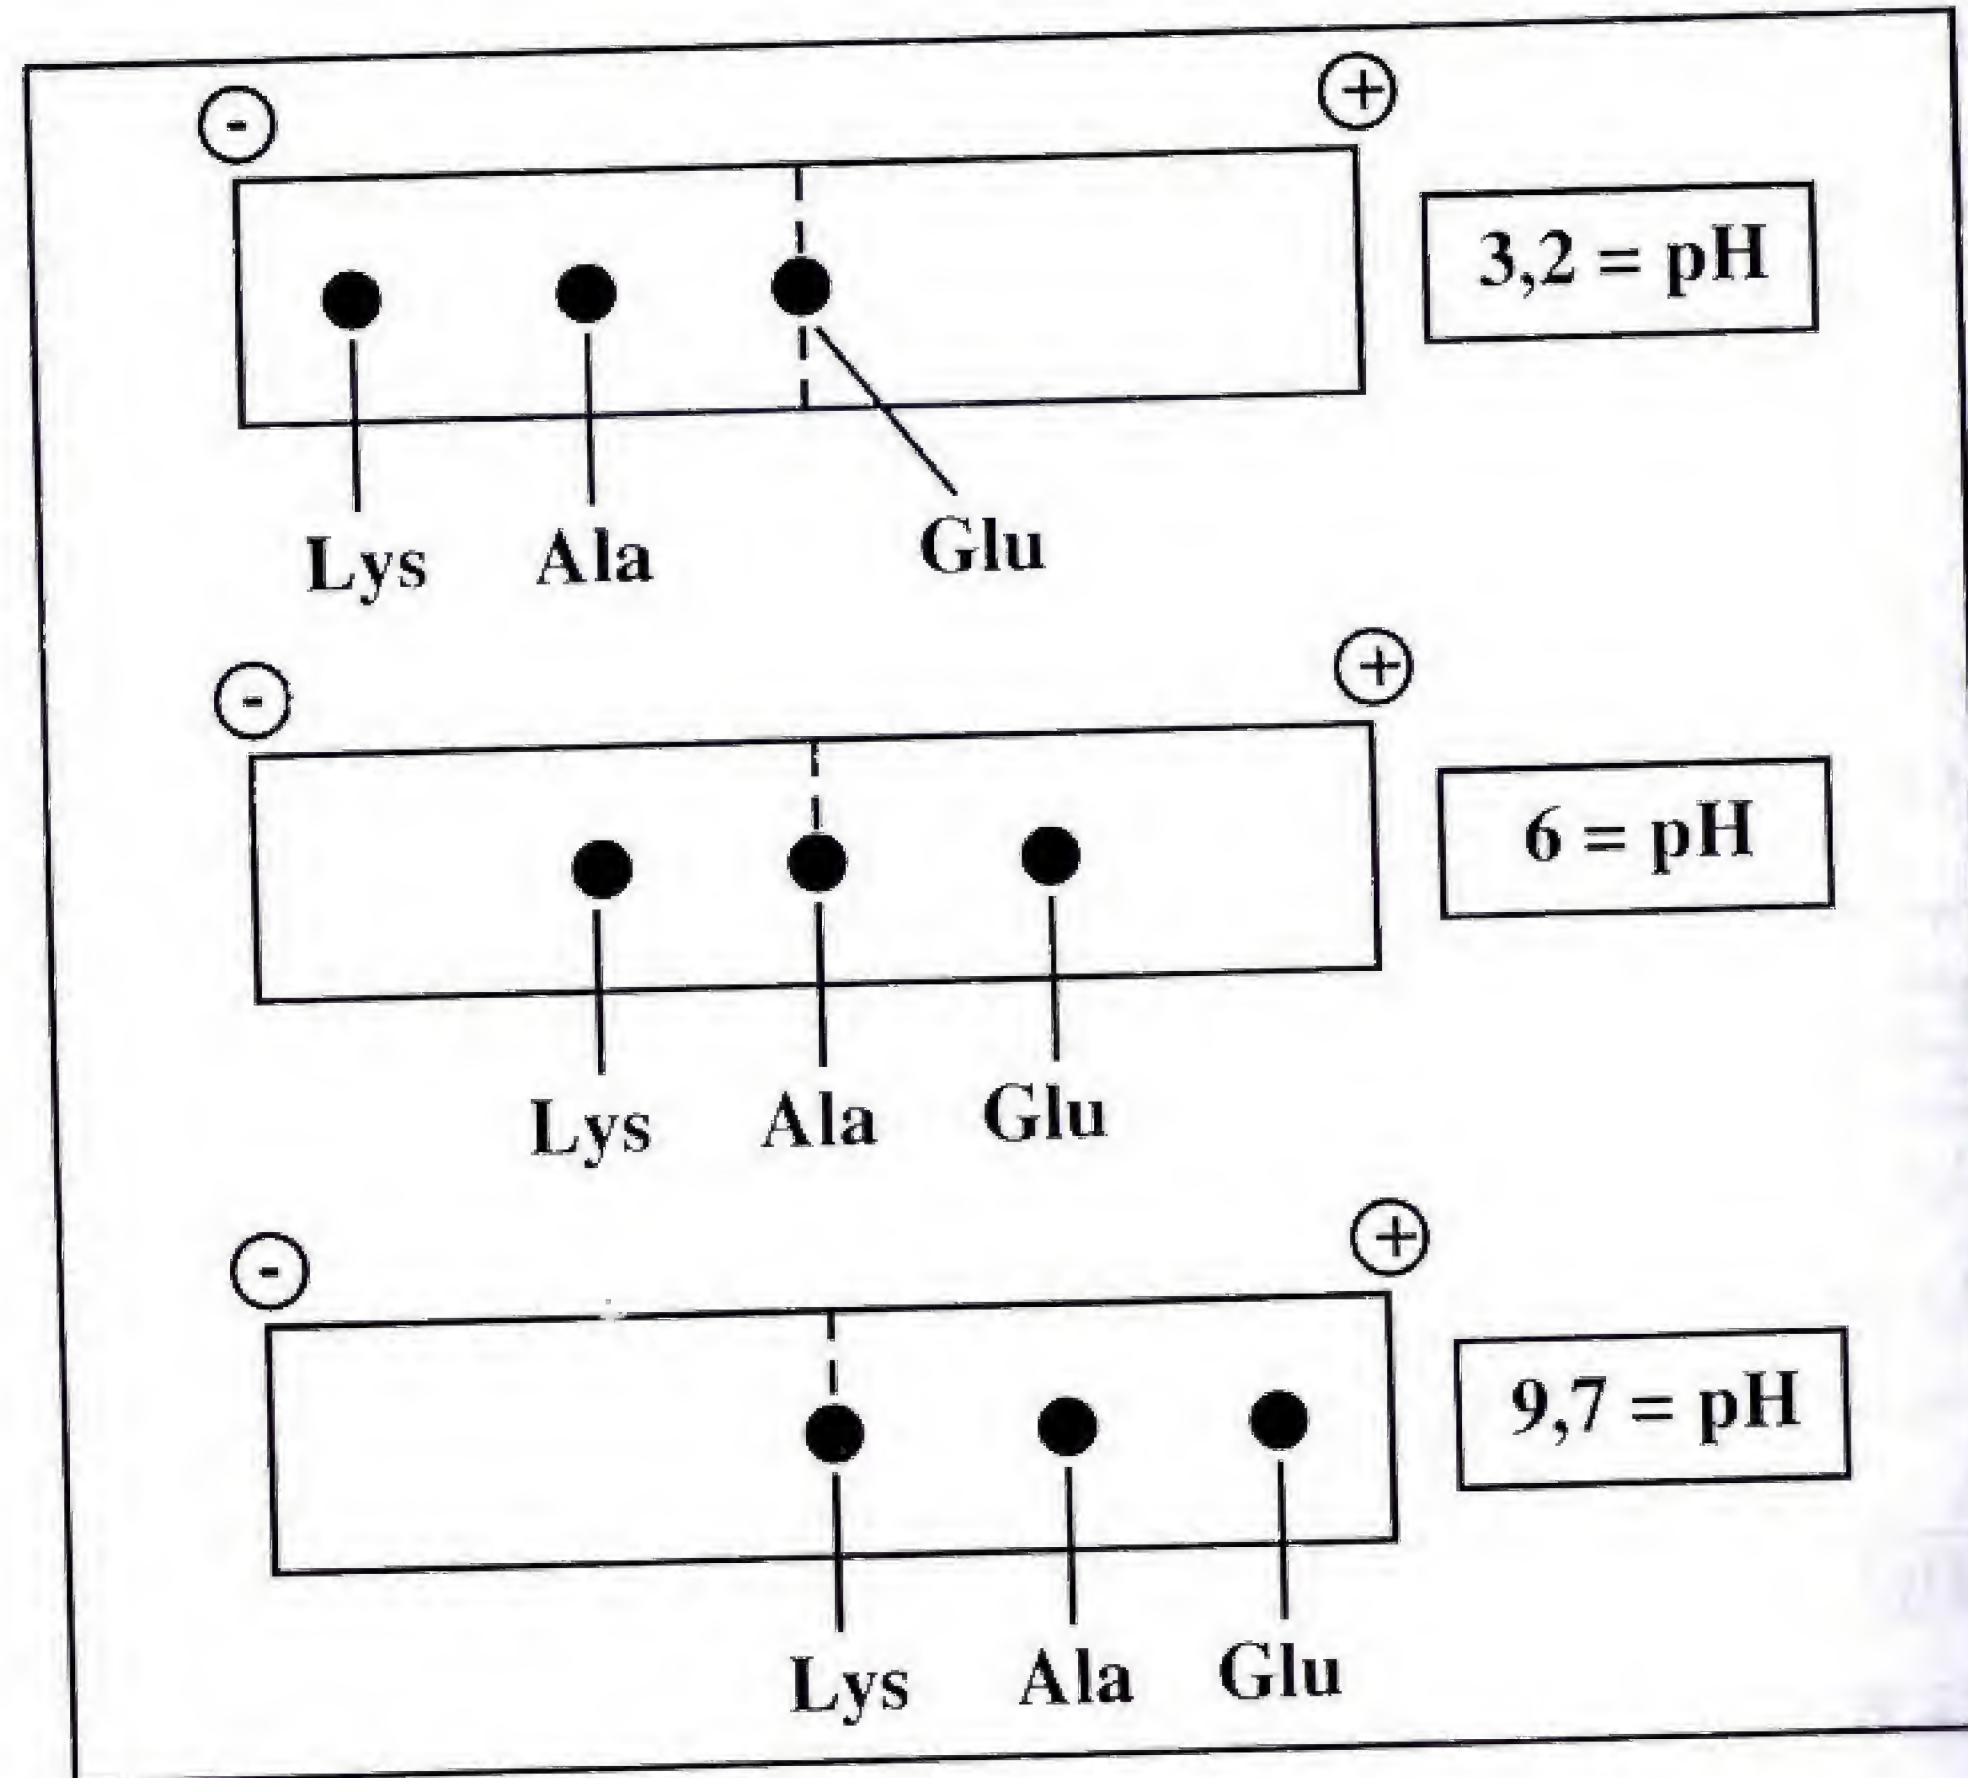 - +
3,2 = pH
Lys Ala Glu
- +
6 = pH
Lys Ala Glu
- +
9,7 = pH
Lys Ala Glu